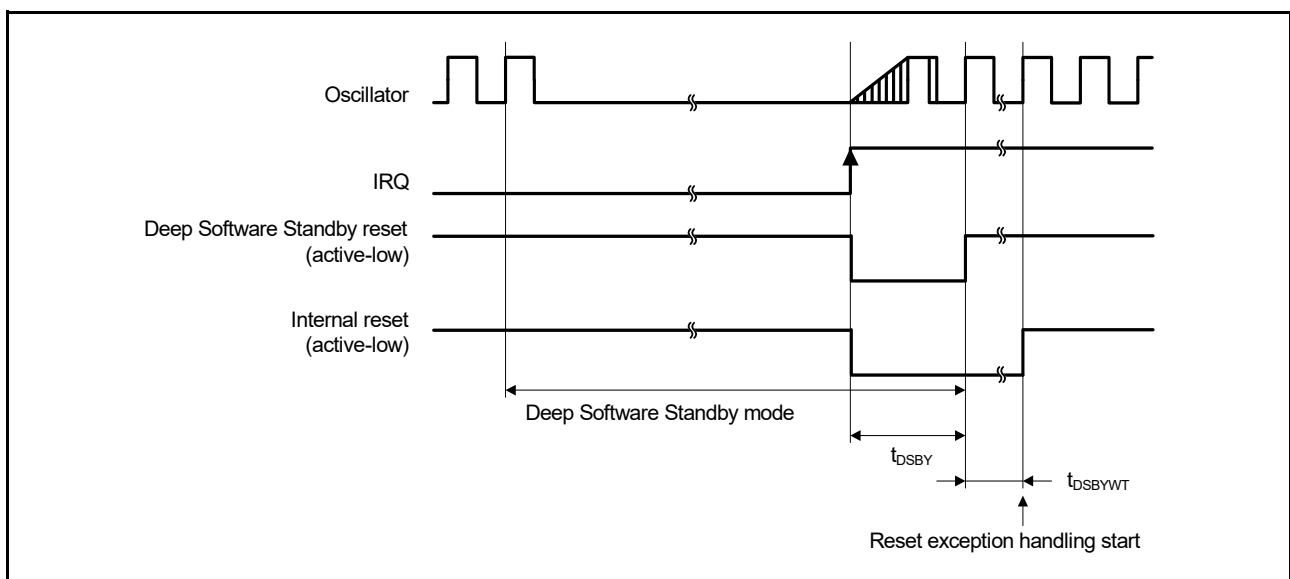 Oscillator
IRQ
Deep Software Standby reset
(active-low)
Internal reset
(active-low)
Deep Software Standby mode
tDSBY
tDSBYWT
Reset exception handling start